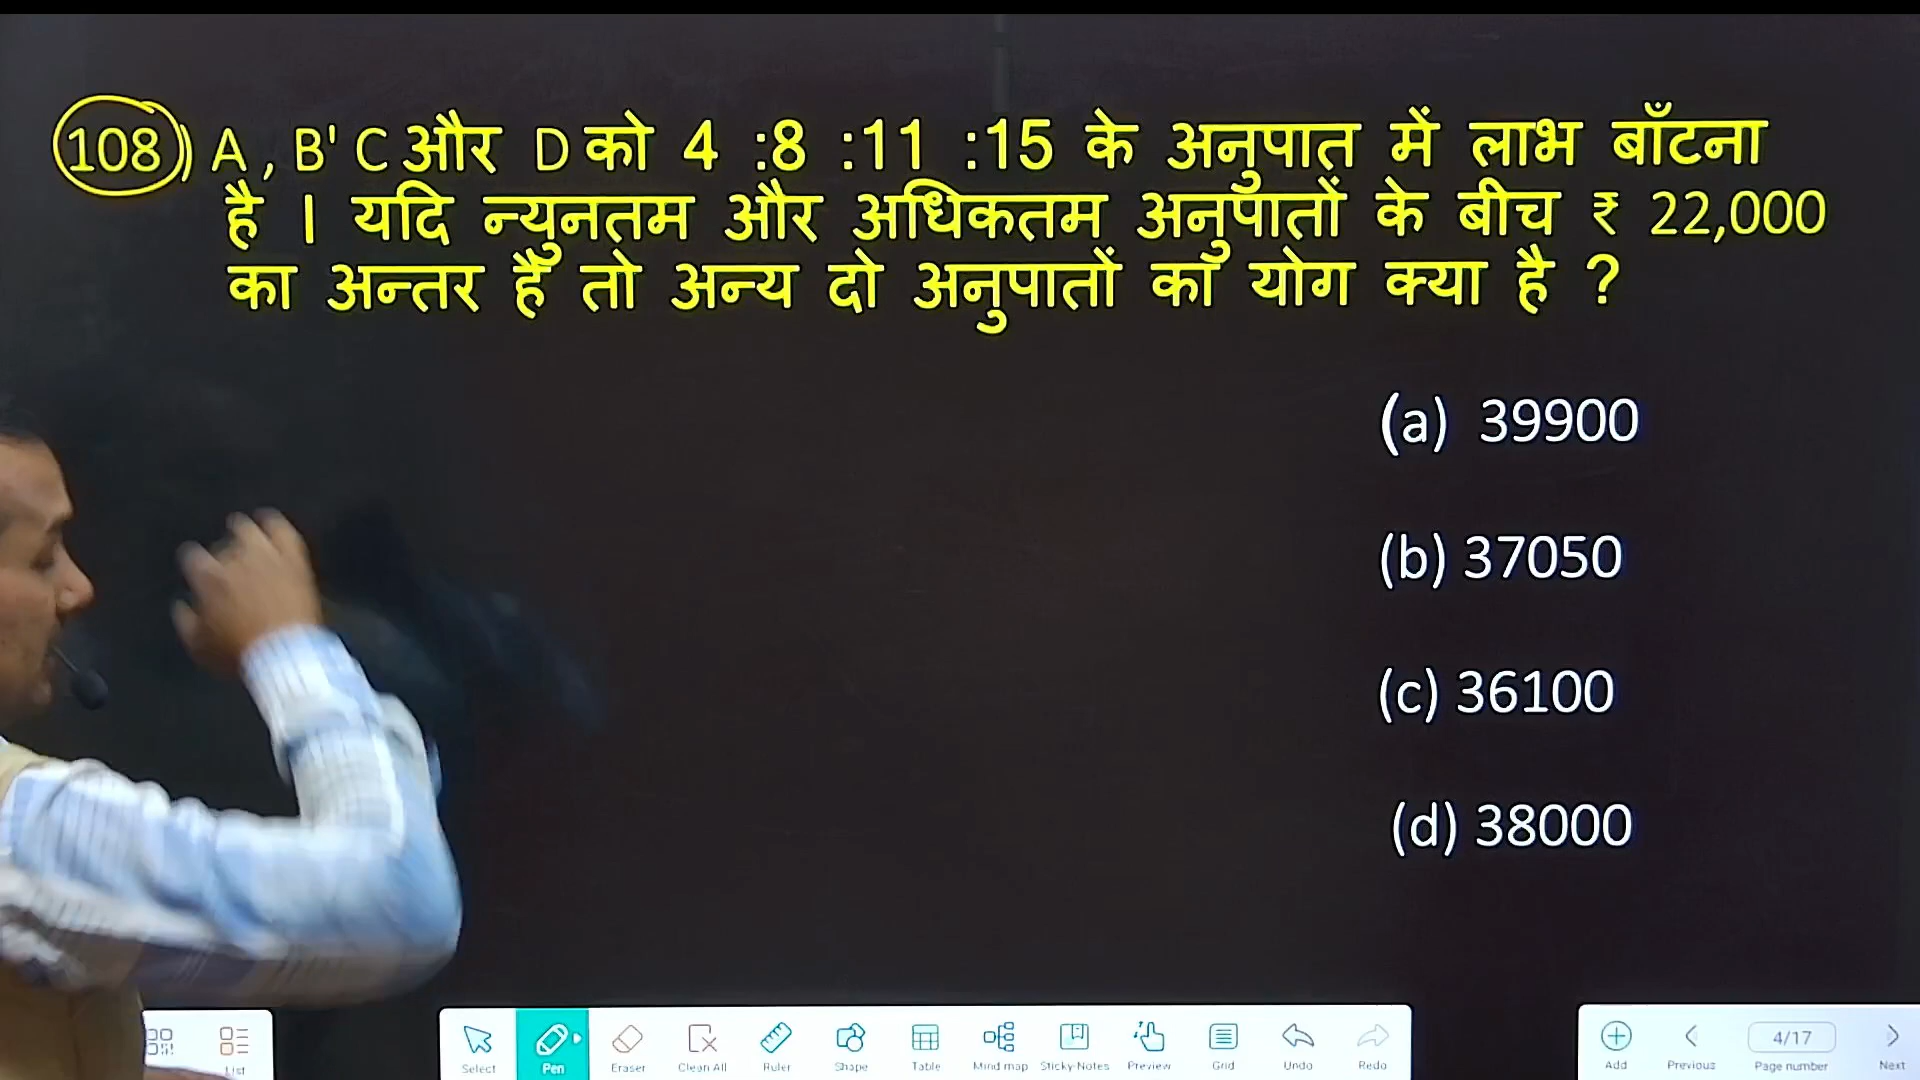 108) A , B' C और D को 4 :8 :11 :15 के अनुपात में लाभ बाँटना
है । यदि न्युनतम और अधिकतम अनुपातों के बीच ₹ 22,000
का अन्तर है तो अन्य दो अनुपातों का योग क्या है ?
(a) 39900
(b) 37050
(c) 36100
(d) 38000
List
Select Pen Eraser Clean All Ruler Shape Table Mind map Sticky Notes Preview Grid Undo Redo
4/17
Add Previous Page number Next